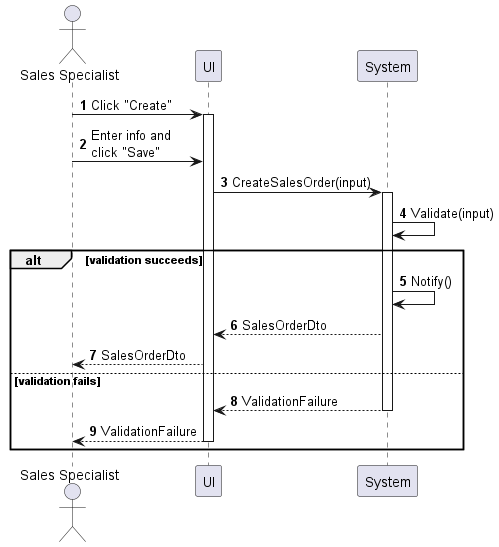 Sales Specialist
UI
System
1 Click "Create"
2 Enter info and
click "Save"
3 CreateSalesOrder(input)
4 Validate(input)
alt [validation succeeds]
5 Notify()
6 SalesOrderDto
7 SalesOrderDto
[validation fails]
8 ValidationFailure
9 ValidationFailure
Sales Specialist
UI
System